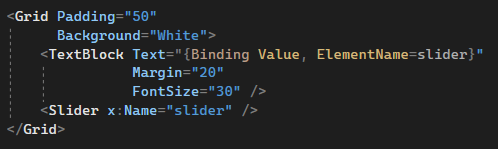 <Grid Padding="50"
      Background="White">
    <TextBlock Text="{Binding Value, ElementName=slider}"
               Margin="20"
               FontSize="30" />
    <Slider x:Name="slider" />
</Grid>